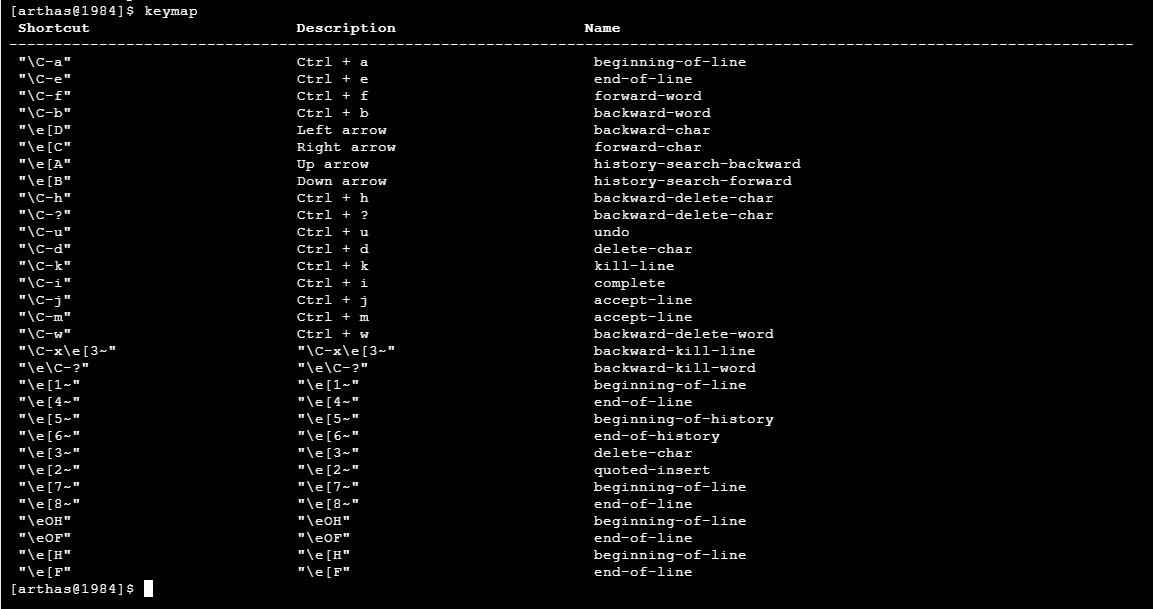 [arthas@1984]$ keymap
Shortcut Description Name
--------------------------------------------------------------------------------------------------------------------------
"\C-a" Ctrl + a beginning-of-line
"\C-e" Ctrl + e end-of-line
"\C-f" Ctrl + f forward-word
"\C-b" Ctrl + b backward-word
"\e[D" Left arrow backward-char
"\e[C" Right arrow forward-char
"\e[A" Up arrow history-search-backward
"\e[B" Down arrow history-search-forward
"\C-h" Ctrl + h backward-delete-char
"\C-?" Ctrl + ? backward-delete-char
"\C-u" Ctrl + u undo
"\C-d" Ctrl + d delete-char
"\C-k" Ctrl + k kill-line
"\C-i" Ctrl + i complete
"\C-j" Ctrl + j accept-line
"\C-m" Ctrl + m accept-line
"\C-w" Ctrl + w backward-delete-word
"\C-x\e[3~" "\C-x\e[3~" backward-kill-line
"\e\C-?" "\e\C-?" backward-kill-word
"\e[1~" "\e[1~" beginning-of-line
"\e[4~" "\e[4~" end-of-line
"\e[5~" "\e[5~" beginning-of-history
"\e[6~" "\e[6~" end-of-history
"\e[3~" "\e[3~" delete-char
"\e[2~" "\e[2~" quoted-insert
"\e[7~" "\e[7~" beginning-of-line
"\e[8~" "\e[8~" end-of-line
"\eOH" "\eOH" beginning-of-line
"\eOF" "\eOF" end-of-line
"\e[H" "\e[H" beginning-of-line
"\e[F" "\e[F" end-of-line
[arthas@1984]$